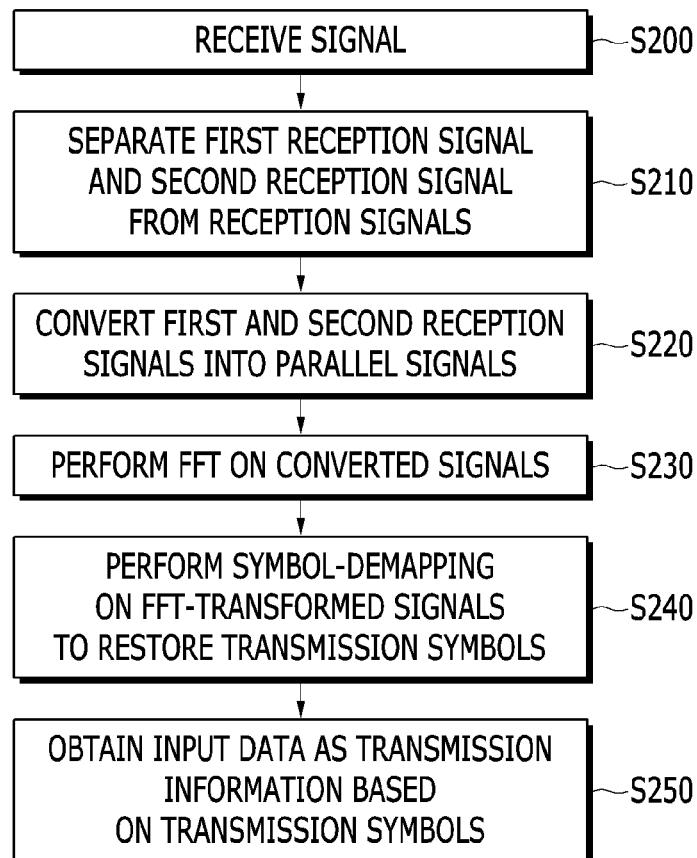 RECEIVE SIGNAL
S200
SEPARATE FIRST RECEPTION SIGNAL
AND SECOND RECEPTION SIGNAL
FROM RECEPTION SIGNALS
S210
CONVERT FIRST AND SECOND RECEPTION
SIGNALS INTO PARALLEL SIGNALS
S220
PERFORM FFT ON CONVERTED SIGNALS
S230
PERFORM SYMBOL-DEMAPPING
ON FFT-TRANSFORMED SIGNALS
TO RESTORE TRANSMISSION SYMBOLS
S240
OBTAIN INPUT DATA AS TRANSMISSION
INFORMATION BASED
ON TRANSMISSION SYMBOLS
S250